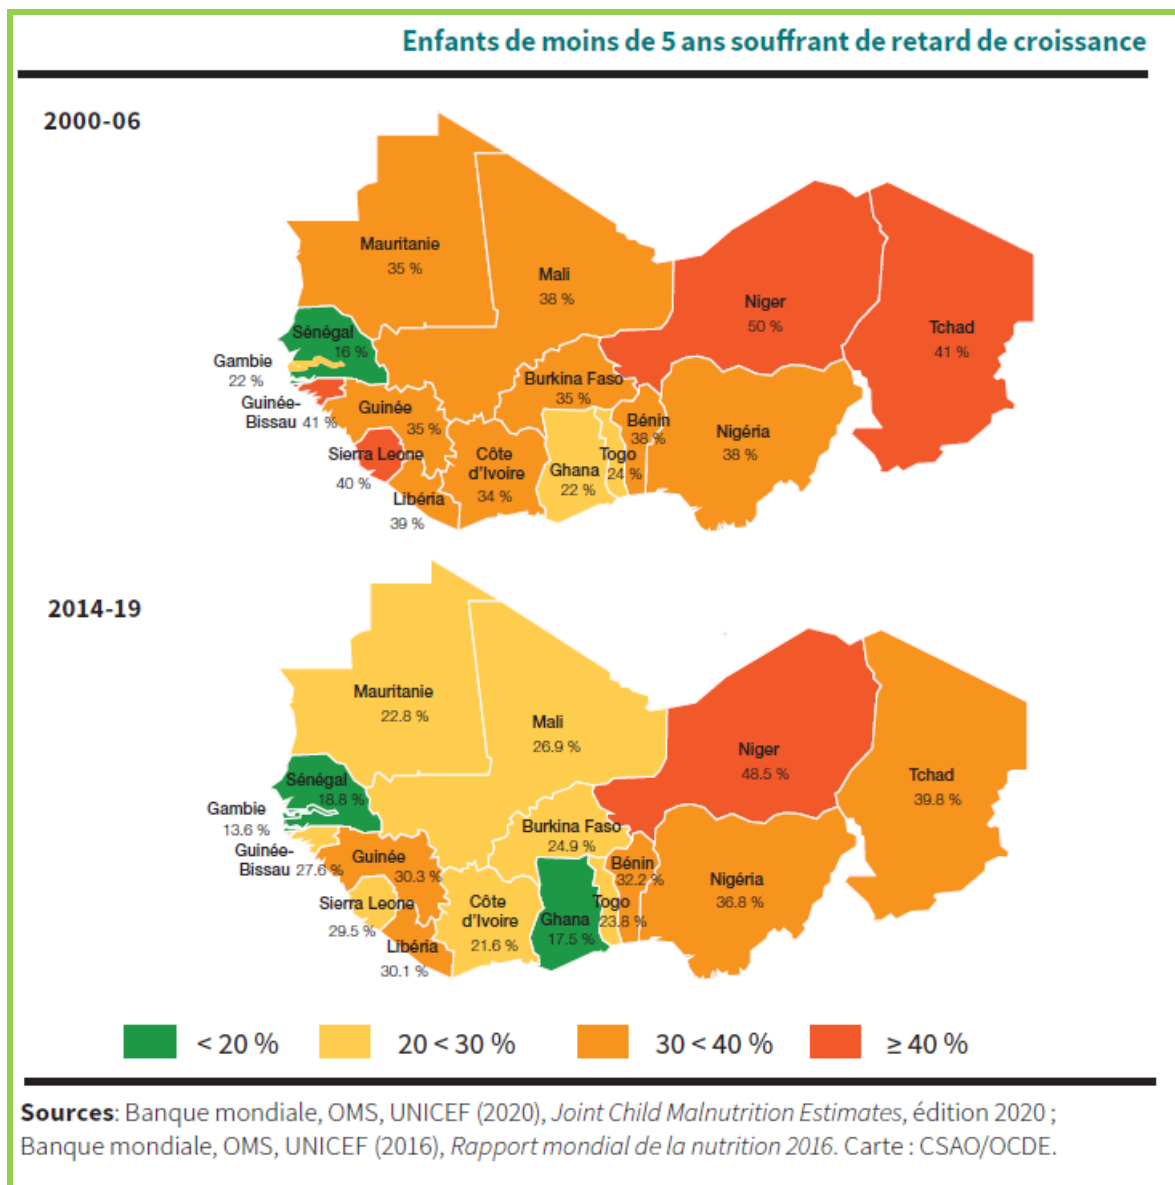 Enfants de moins de 5 ans souffrant de retard de croissance
2000-06
Mauritanie
35 %
Mali
38 %
Niger
50 %
Tchad
41 %
Sénégal
16 %
Gambie
22 %
Guinée-
Bissau 41 %
Guinée
35 %
Sierra Leone
40 %
Libéria
39 %
Côte
d'Ivoire
34 %
Burkina Faso
35 %
Ghana
22 %
Togo
24 %
Bénin
38 %
Nigéria
38 %
2014-19
Mauritanie
22.8 %
Mali
26.9 %
Niger
48.5 %
Tchad
39.8 %
Sénégal
18.8 %
Gambie
13.6 %
Guinée-
Bissau 27.6 %
Guinée
30.3 %
Sierra Leone
29.5 %
Libéria
30.1 %
Côte
d'Ivoire
21.6 %
Burkina Faso
24.9 %
Ghana
17.5 %
Togo
23.8 %
Bénin
32.2 %
Nigéria
36.8 %
< 20 % 20 < 30 % 30 < 40 % ≥ 40 %
Sources: Banque mondiale, OMS, UNICEF (2020), Joint Child Malnutrition Estimates, édition 2020 ;
Banque mondiale, OMS, UNICEF (2016), Rapport mondial de la nutrition 2016. Carte : CSAO/OCDE.